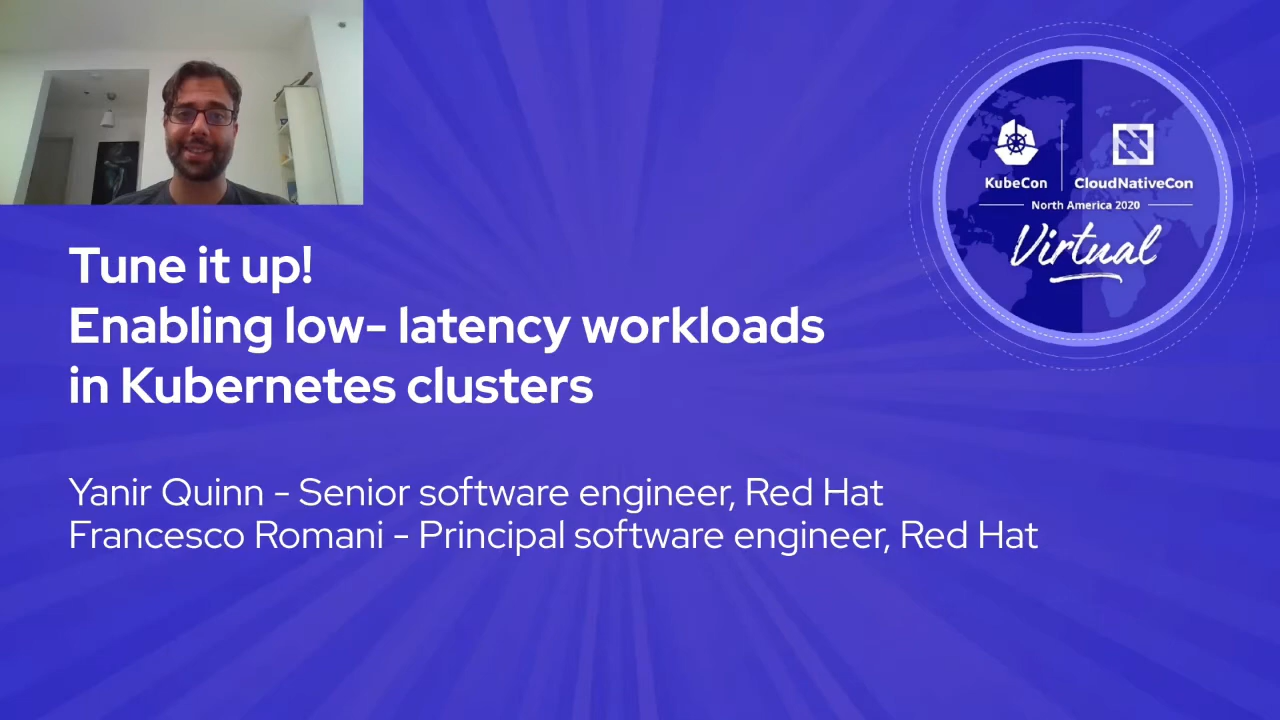 Tune it up!
Enabling low- latency workloads
in Kubernetes clusters
Yanir Quinn - Senior software engineer, Red Hat
Francesco Romani - Principal software engineer, Red Hat
KubeCon
CloudNativeCon
North America 2020
Virtual